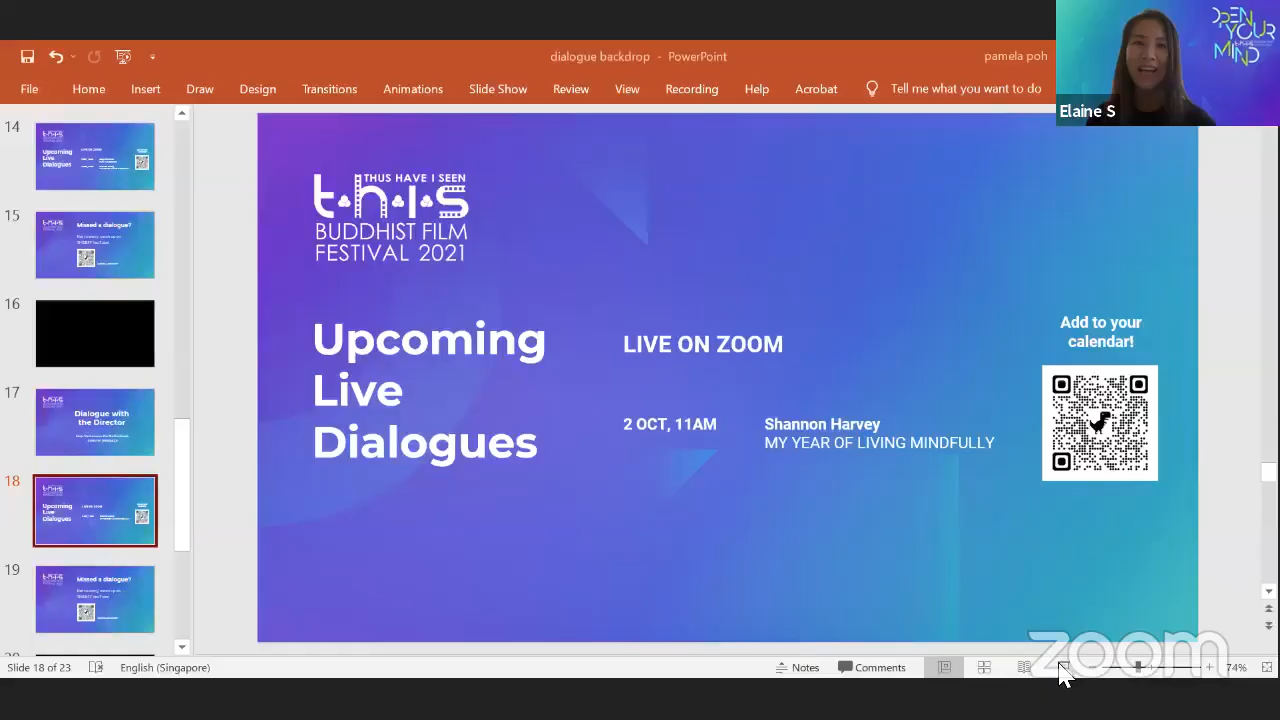 dialogue backdrop - PowerPoint
pamela poh
File Home Insert Draw Design Transitions Animations Slide Show Review View Recording Help Acrobat Tell me what you want to do
OPEN
YOUR
MIND
Elaine S
14
Upcoming
Live
Dialogues
15
Missed a dialogue?
16
17
Dialogue with
the Director
18
Upcoming
Live
Dialogues
19
Missed a dialogue?
THUS HAVE I SEEN
t·h·i·s
BUDDHIST FILM
FESTIVAL 2021
Upcoming
Live
Dialogues
LIVE ON ZOOM
2 OCT, 11AM
Shannon Harvey
MY YEAR OF LIVING MINDFULLY
Add to your
calendar!
zoom
Slide 18 of 23 English (Singapore) Notes Comments 74%